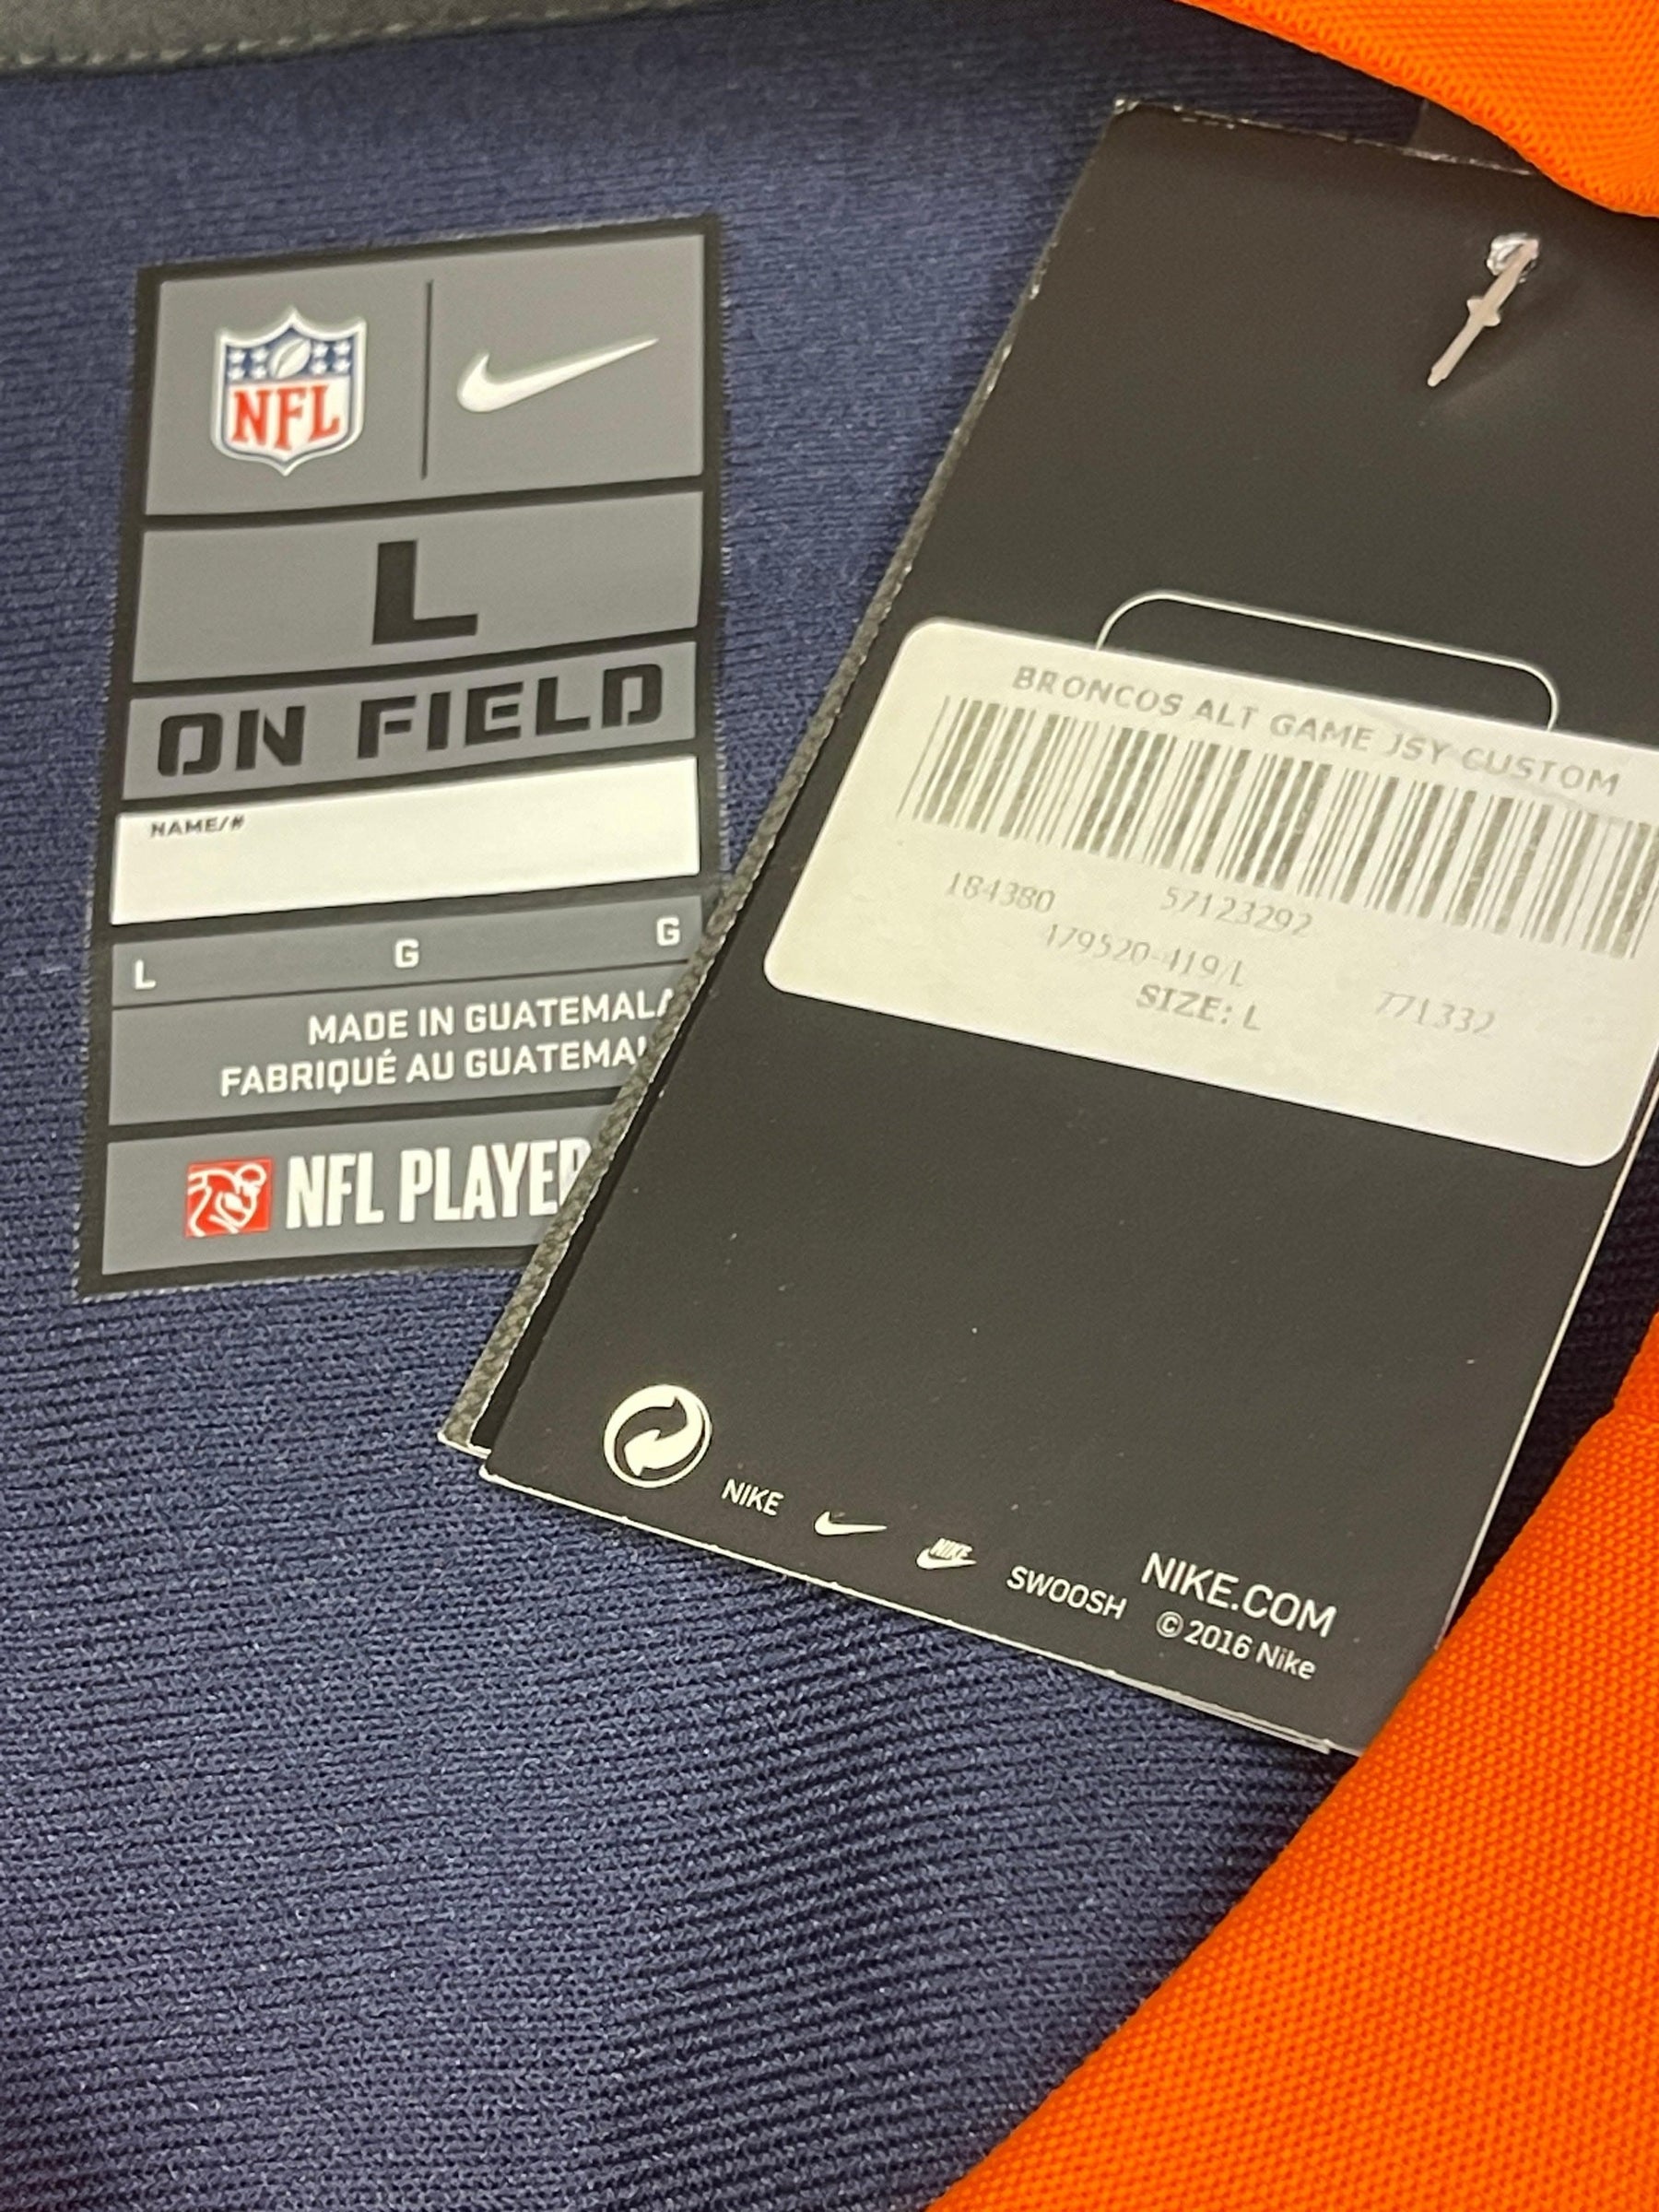 NFL
L
ON FIELD
NAME/#
L G G
MADE IN GUATEMALA
FABRIQUÉ AU GUATEMAL
NFL PLAYER
BRONCOS ALT GAME JSY CUSTOM
184380 57123292
479520-419/L 771332
SIZE: L
NIKE NIKE SWOOSH
NIKE.COM
© 2016 Nike